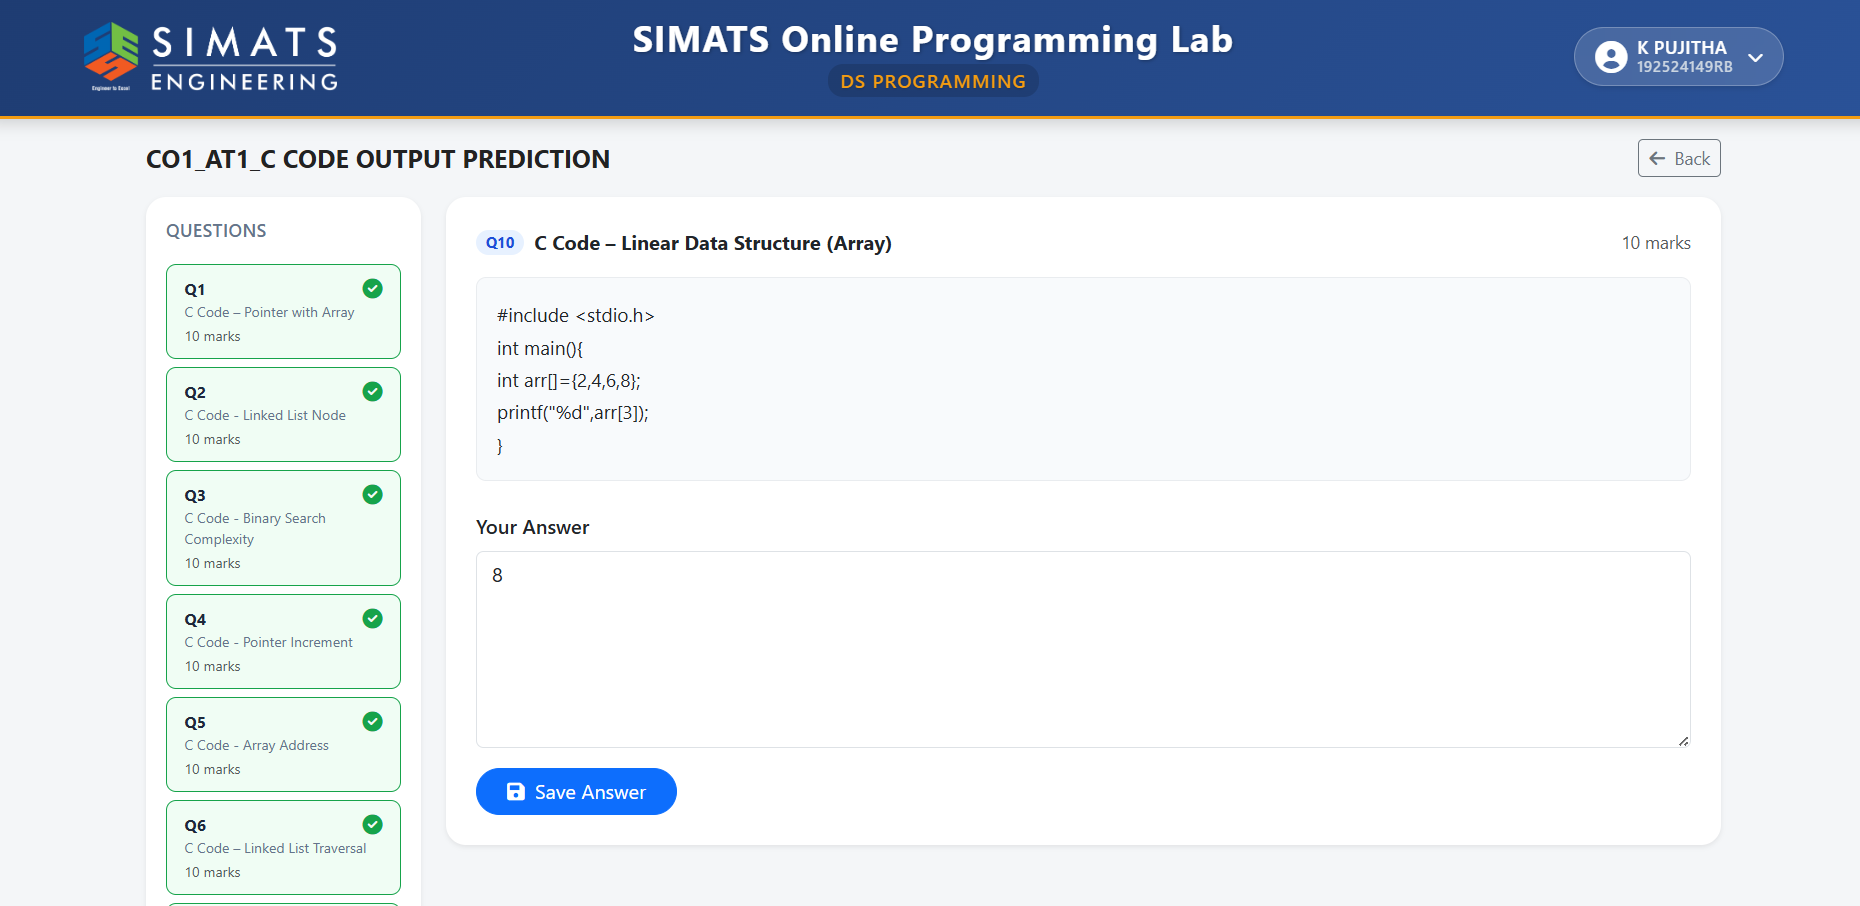 SIMATS
ENGINEERING
Engineer to Excel
SIMATS Online Programming Lab
DS PROGRAMMING
K PUJITHA
192524149RB
CO1_AT1_C CODE OUTPUT PREDICTION
Back
QUESTIONS
Q1
C Code – Pointer with Array
10 marks
Q2
C Code - Linked List Node
10 marks
Q3
C Code - Binary Search
Complexity
10 marks
Q4
C Code - Pointer Increment
10 marks
Q5
C Code - Array Address
10 marks
Q6
C Code – Linked List Traversal
10 marks
Q10 C Code – Linear Data Structure (Array)
10 marks
#include <stdio.h>
int main(){
int arr[]={2,4,6,8};
printf("%d",arr[3]);
}
Your Answer
8
Save Answer